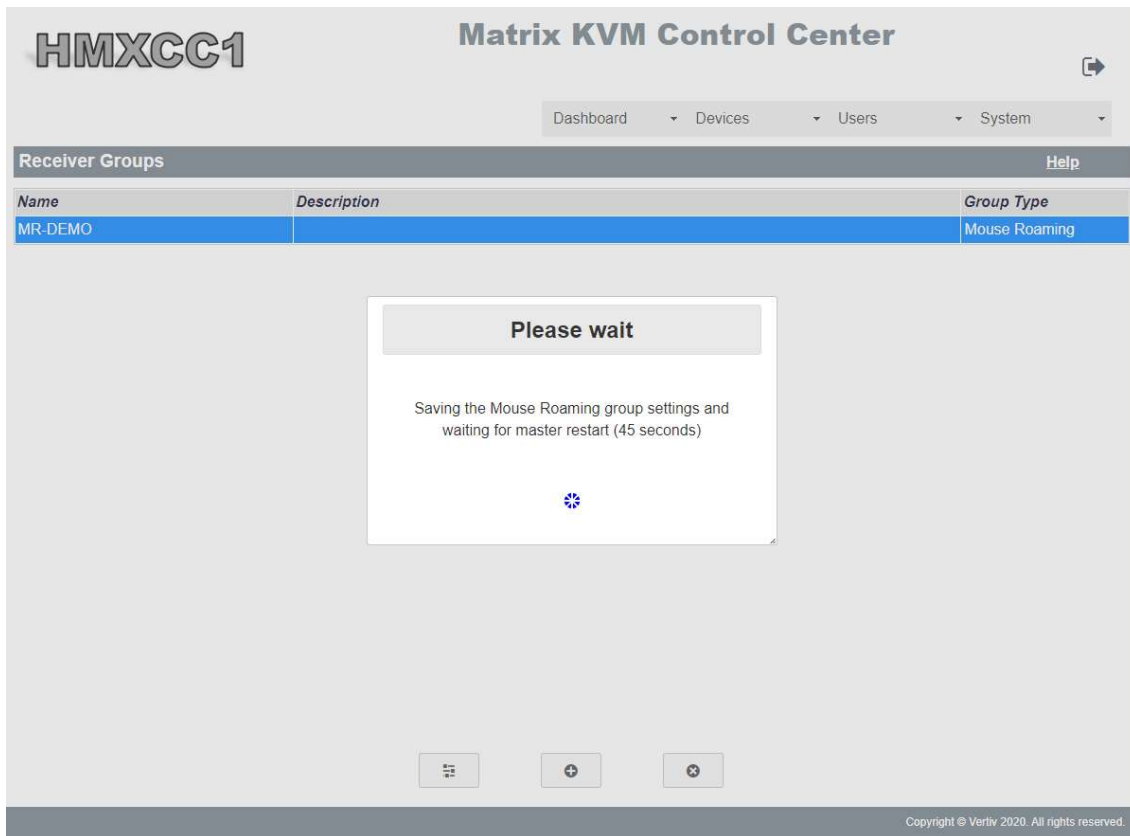 HMXCC1
Matrix KVM Control Center
Dashboard Devices Users System
Receiver Groups Help
Name Description Group Type
MR-DEMO Mouse Roaming
Please wait
Saving the Mouse Roaming group settings and
waiting for master restart (45 seconds)
Copyright © Vertiv 2020. All rights reserved.